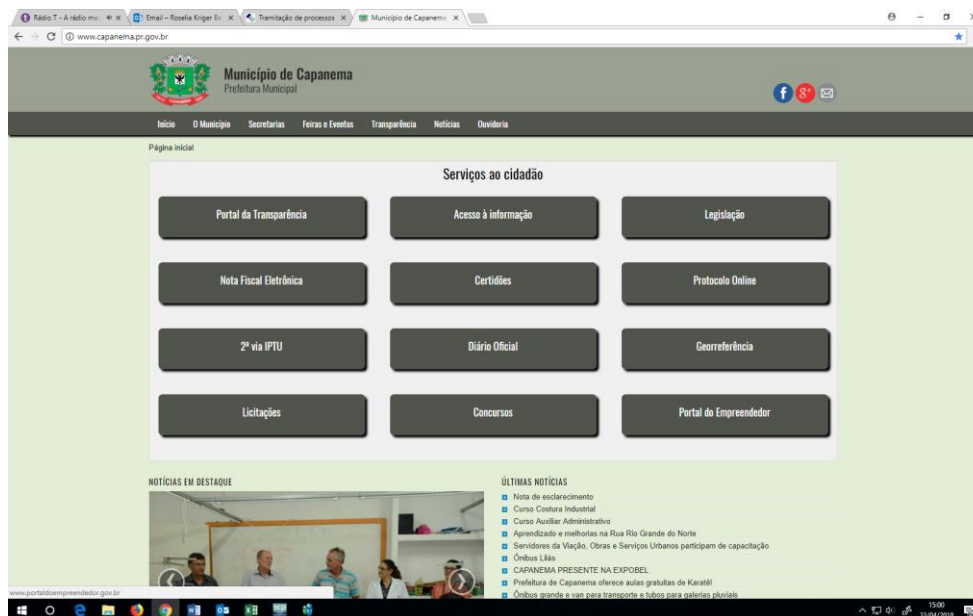 Rádio T - A rádio ma
Email – Roselia Kriger Be
Tramitação de processos
Município de Capanema
www.capanema.pr.gov.br
Município de Capanema
Prefeitura Municipal
Início O Município Secretarias Feiras e Eventos Transparência Notícias Ouvidoria
Página inicial
Serviços ao cidadão
Portal da Transparência
Acesso à informação
Legislação
Nota Fiscal Eletrônica
Certidões
Protocolo Online
2ª via IPTU
Diário Oficial
Georreferência
Licitações
Concursos
Portal do Empreendedor
NOTÍCIAS EM DESTAQUE
ÚLTIMAS NOTÍCIAS
Nota de esclarecimento
Curso Costura Industrial
Curso Auxiliar Administrativo
Aprendizado e melhorias na Rua Rio Grande do Norte
Servidores da Viação, Obras e Serviços Urbanos participam de capacitação
Ônibus Lilás
CAPANEMA PRESENTE NA EXPOBEL
Prefeitura de Capanema oferece aulas gratuitas de Karatê!
Ônibus grande e van para transporte e tubos para galerias pluviais
www.portaldoempreendedor.gov.br
15:00